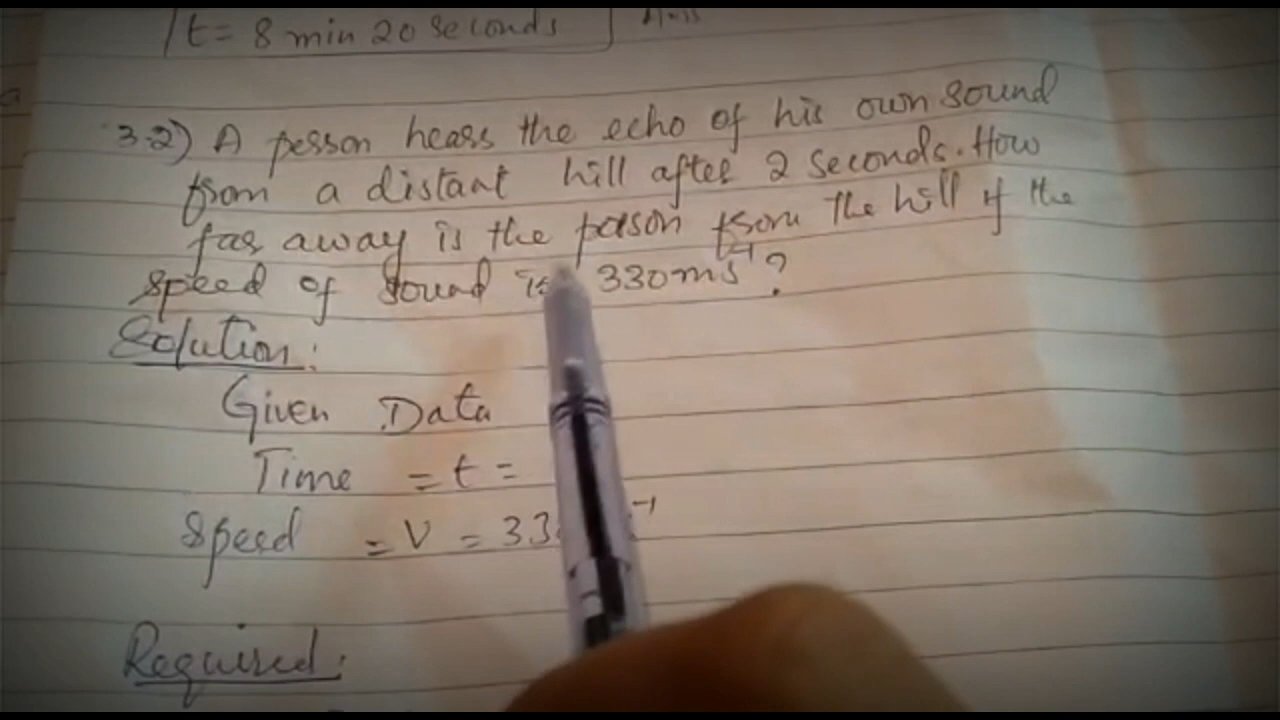 t = 8 min 20 seconds
3.2) A person hears the echo of his own sound
from a distant hill after 2 seconds. How
far away is the person from the hill if the
speed of sound is 330ms⁻¹?
Solution:
Given Data
Time = t =
Speed = V = 33 ⁻¹
Required: